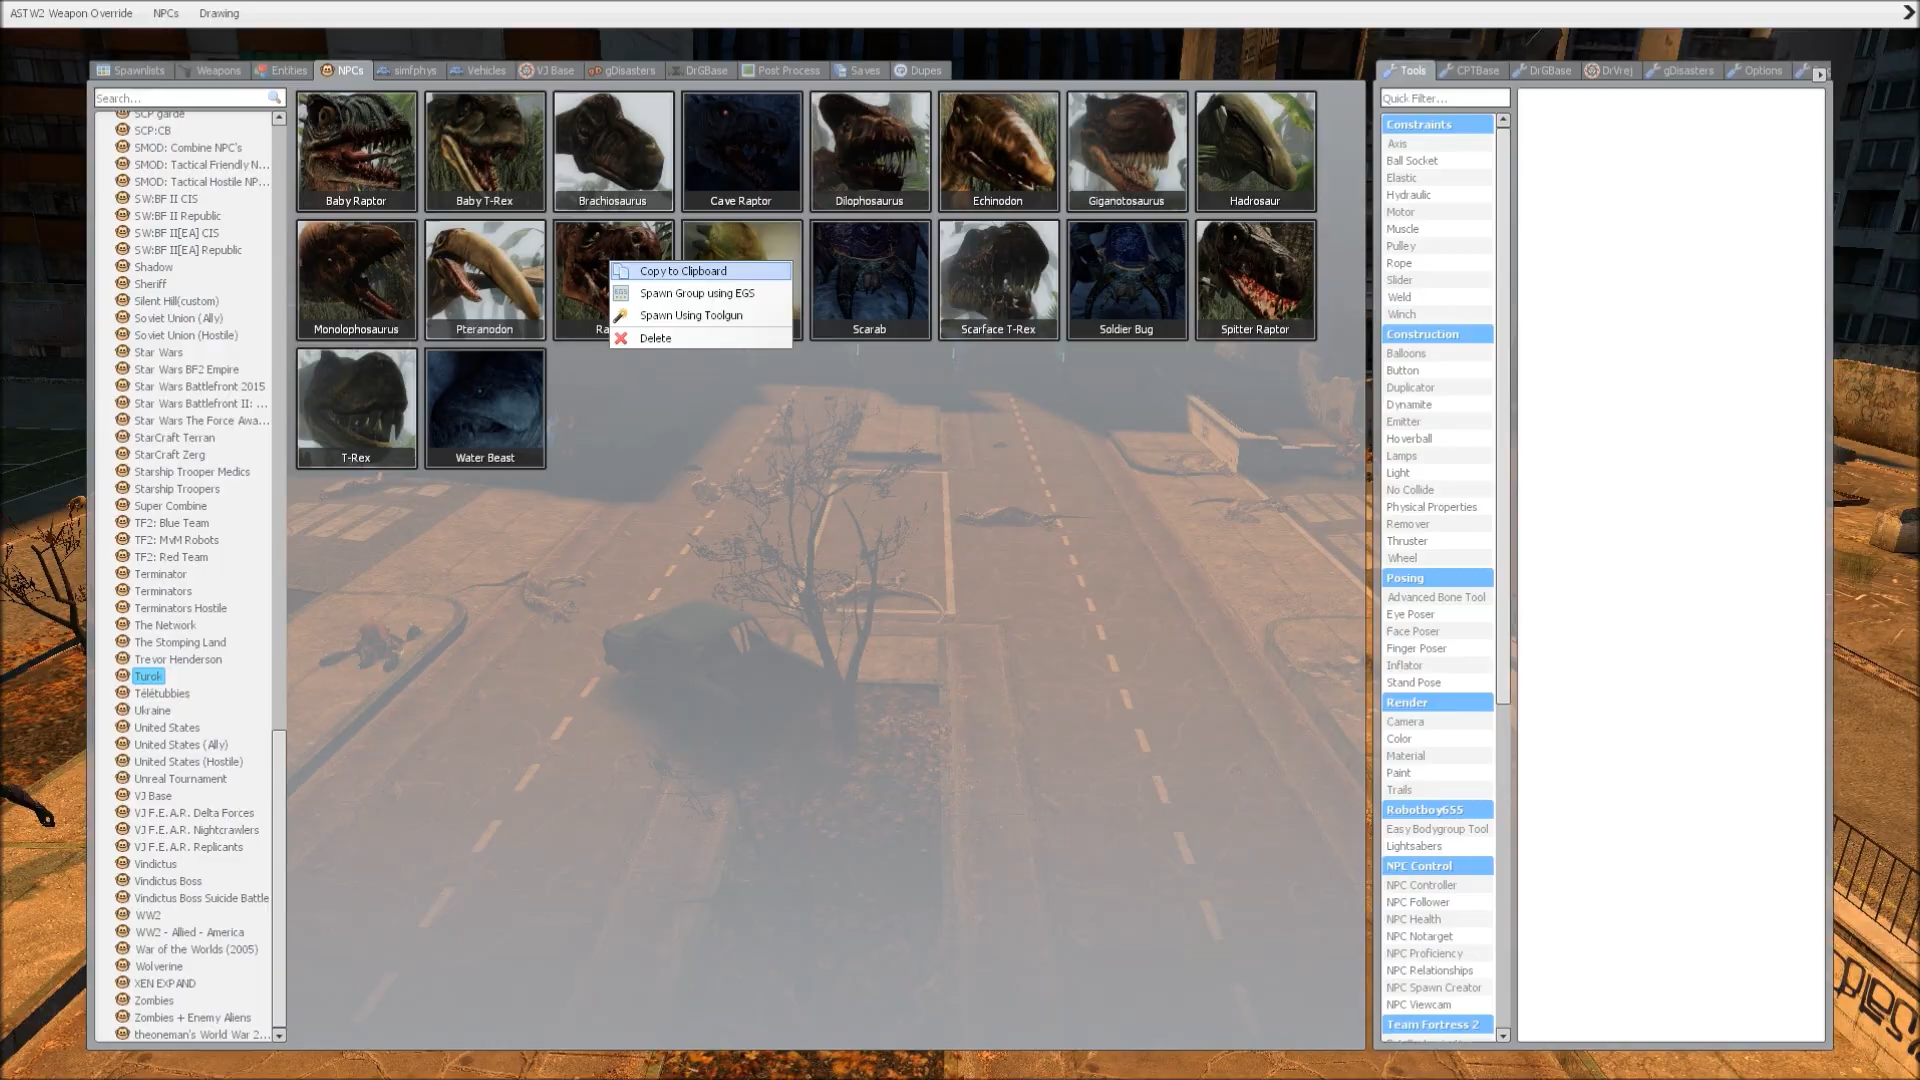 ASTW2 Weapon Override NPCs Drawing
Spawnlists Weapons Entities NPCs simfphys Vehicles VJ Base gDisasters DrGBase Post Process Saves Dupes
Search...
SCP garde
SCP:CB
SMOD: Combine NPC's
SMOD: Tactical Friendly N...
SMOD: Tactical Hostile NP...
SW:BF II CIS
SW:BF II Republic
SW:BF II[EA] CIS
SW:BF II[EA] Republic
Shadow
Sheriff
Silent Hill(custom)
Soviet Union (Ally)
Soviet Union (Hostile)
Star Wars
Star Wars BF2 Empire
Star Wars Battlefront 2015
Star Wars Battlefront II: ...
Star Wars The Force Awa...
StarCraft Terran
StarCraft Zerg
Starship Trooper Medics
Starship Troopers
Super Combine
TF2: Blue Team
TF2: MvM Robots
TF2: Red Team
Terminator
Terminators
Terminators Hostile
The Network
The Stomping Land
Trevor Henderson
Turok
Télétubbies
Ukraine
United States
United States (Ally)
United States (Hostile)
Unreal Tournament
VJ Base
VJ F.E.A.R. Delta Forces
VJ F.E.A.R. Nightcrawlers
VJ F.E.A.R. Replicants
Vindictus
Vindictus Boss
Vindictus Boss Suicide Battle
WW2
WW2 - Allied - America
War of the Worlds (2005)
Wolverine
XEN EXPAND
Zombies
Zombies + Enemy Aliens
theoneman's World War 2...
Baby Raptor Baby T-Rex Brachiosaurus Cave Raptor Dilophosaurus Echinodon Giganotosaurus Hadrosaur
Monolophosaurus Pteranodon Ra Scarab Scarface T-Rex Soldier Bug Spitter Raptor
T-Rex Water Beast
Copy to Clipboard
EGS Spawn Group using EGS
Spawn Using Toolgun
Delete
Tools CPTBase DrGBase DrVrej gDisasters Options
Quick Filter...
Constraints
Axis
Ball Socket
Elastic
Hydraulic
Motor
Muscle
Pulley
Rope
Slider
Weld
Winch
Construction
Balloons
Button
Duplicator
Dynamite
Emitter
Hoverball
Lamps
Light
No Collide
Physical Properties
Remover
Thruster
Wheel
Posing
Advanced Bone Tool
Eye Poser
Face Poser
Finger Poser
Inflator
Stand Pose
Render
Camera
Color
Material
Paint
Trails
Robotboy655
Easy Bodygroup Tool
Lightsabers
NPC Control
NPC Controller
NPC Follower
NPC Health
NPC Notarget
NPC Proficiency
NPC Relationships
NPC Spawn Creator
NPC Viewcam
Team Fortress 2